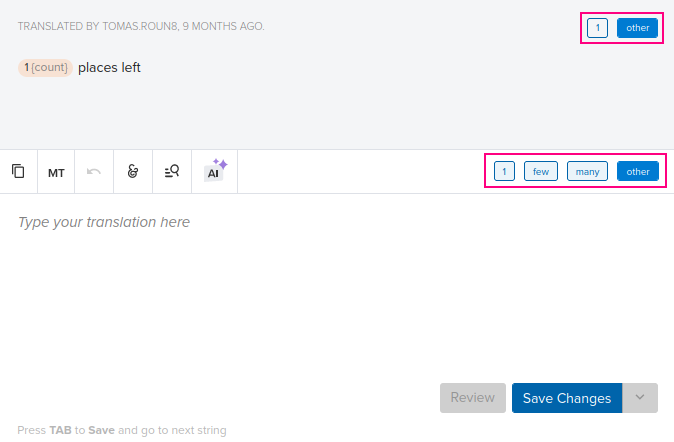 TRANSLATED BY TOMAS.ROUN8, 9 MONTHS AGO.
1 other
1{count} places left
MT AI 1 few many other
Type your translation here
Review Save Changes
Press TAB to Save and go to next string